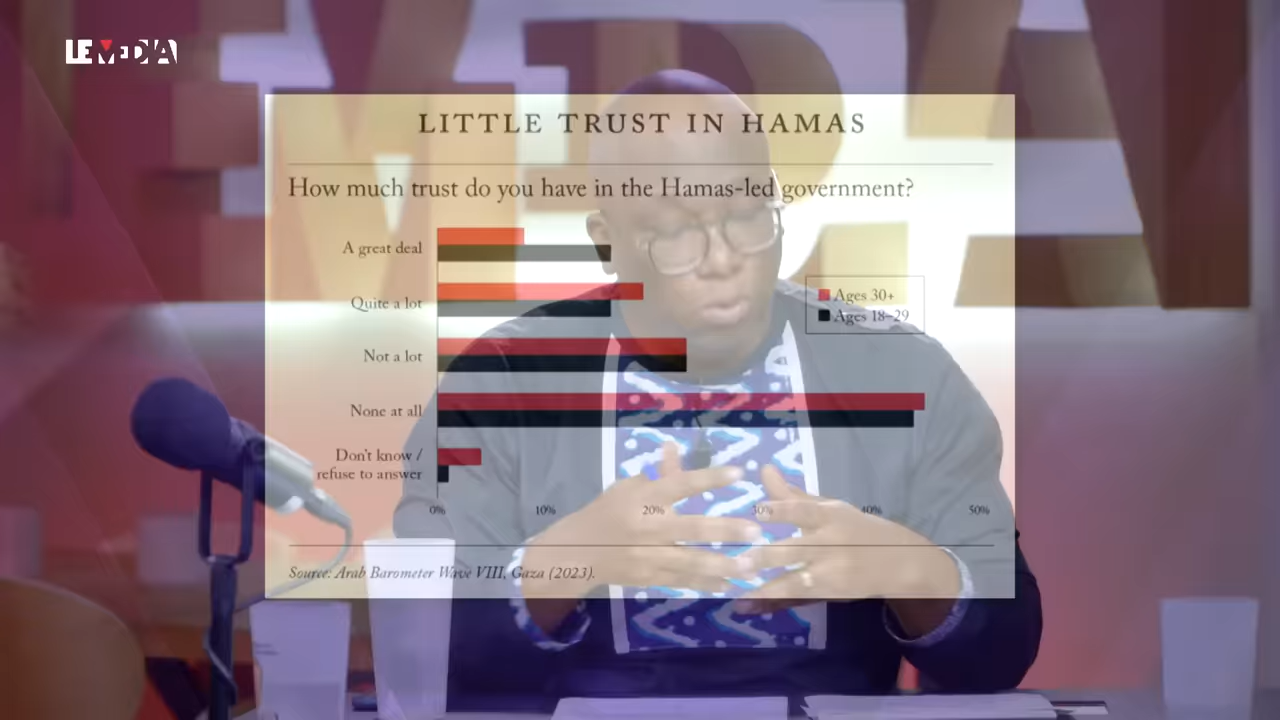 LE MEDIA
LITTLE TRUST IN HAMAS
How much trust do you have in the Hamas-led government?
A great deal
Quite a lot
Ages 30+
Ages 18–29
Not a lot
None at all
Don't know /
refuse to answer
0% 10% 20% 30% 40% 50%
Source: Arab Barometer Wave VIII, Gaza (2023).